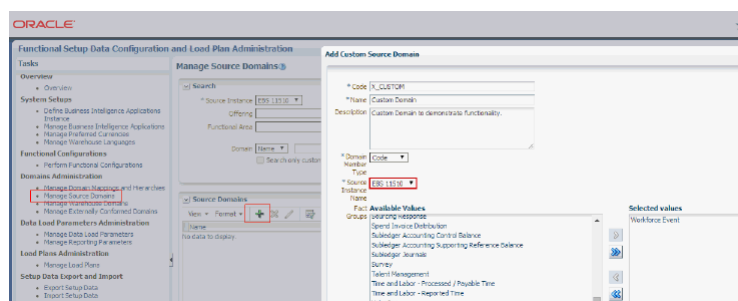 ORACLE
Functional Setup Data Configuration and Load Plan Administration
Tasks
Overview
Overview
System Setups
Define Business Intelligence Applications Instance
Manage Business Intelligence Applications
Manage Preferred Currencies
Manage Warehouse Languages
Functional Configurations
Perform Functional Configurations
Domains Administration
Manage Domain Mappings and Hierarchies
Manage Source Domains
Manage Warehouse Domains
Manage Externally Conformed Domains
Data Load Parameters Administration
Manage Data Load Parameters
Manage Reporting Parameters
Load Plans Administration
Manage Load Plans
Setup Data Export and Import
Export Setup Data
Import Setup Data
Manage Source Domains
Search
* Source Instance EBS 11510
Offering
Functional Area
Domain Name
Search only custom
Source Domains
View Format
Name
No data to display
Add Custom Source Domain
* Code X_CUSTOM
* Name Custom Domain
Description Custom Domain to demonstrate functionality.
* Domain Member Type Code
* Source Instance Name EBS 11510
Fact Groups
Available Values
Sourcing Response
Spend Invoice Distribution
Subledger Accounting Control Balance
Subledger Accounting Supporting Reference Balance
Subledger Journals
Survey
Talent Management
Time and Labor - Processed / Payable Time
Time and Labor - Reported Time
Selected values
Workforce Event